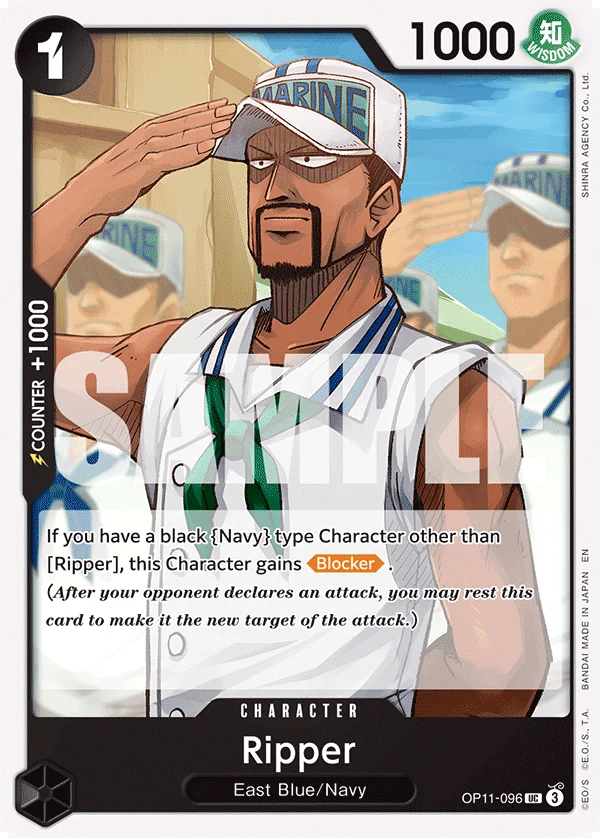 1
1000
知
WISDOM
MARINE
MARINE
MARINE
COUNTER +1000
SAMPLE
If you have a black {Navy} type Character other than
[Ripper], this Character gains Blocker.
(After your opponent declares an attack, you may rest this
card to make it the new target of the attack.)
CHARACTER
Ripper
East Blue/Navy
OP11-096 UC 3
SHINRA AGENCY Co., Ltd.
©EO/S ©E.O./S., T.A. BANDAI MADE IN JAPAN EN